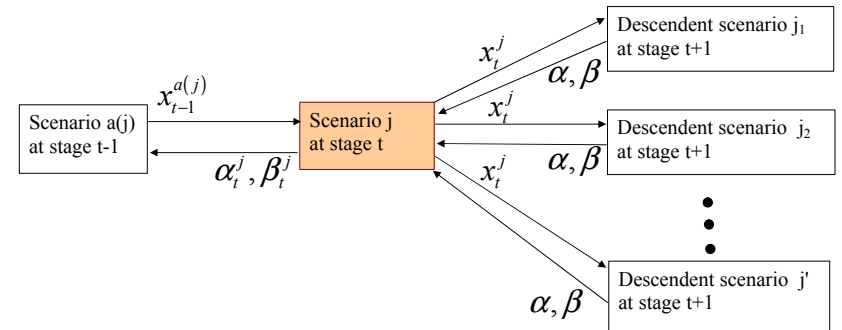 Scenario a(j)
at stage t-1
x_{t-1}^{a(j)}
α_t^j, β_t^j
Scenario j
at stage t
x_t^j
α, β
x_t^j
α, β
x_t^j
α, β
Descendent scenario j₁
at stage t+1
Descendent scenario j₂
at stage t+1
Descendent scenario j'
at stage t+1